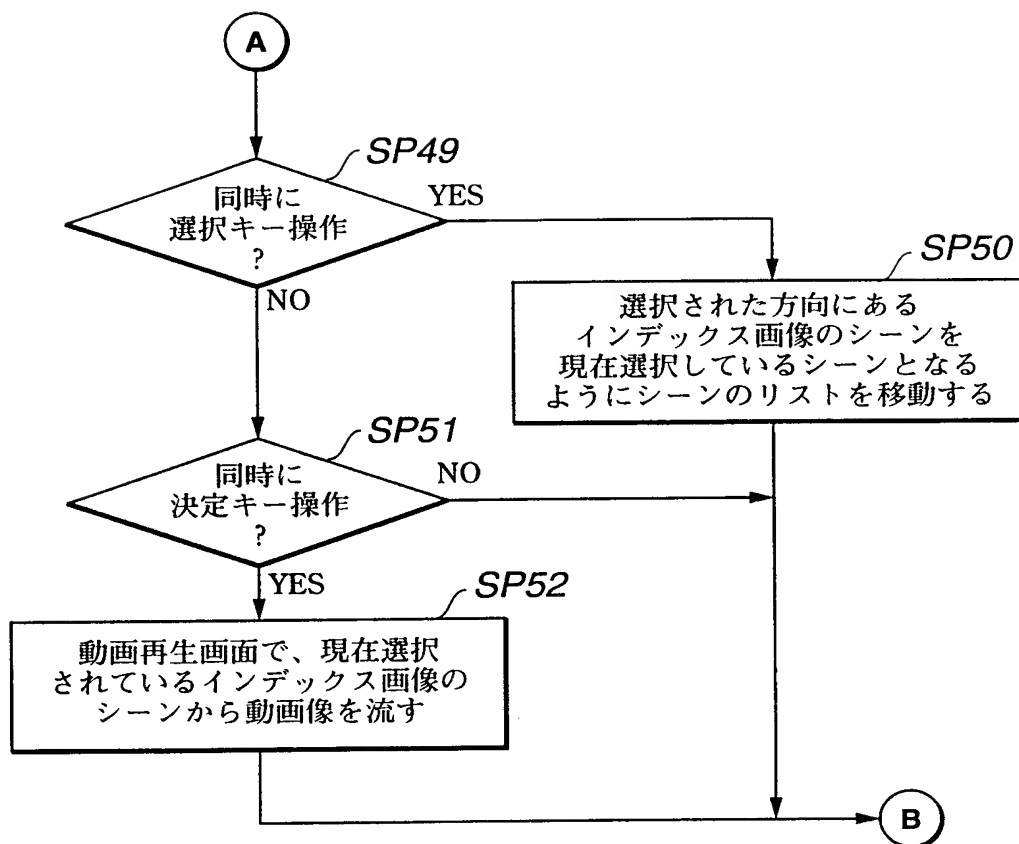 A
SP49
同時に
選択キー操作
?
YES
NO
SP50
選択された方向にある
インデックス画像のシーンを
現在選択しているシーンとなる
ようにシーンのリストを移動する
SP51
同時に
決定キー操作
?
NO
YES
SP52
動画再生画面で、現在選択
されているインデックス画像の
シーンから動画像を流す
B